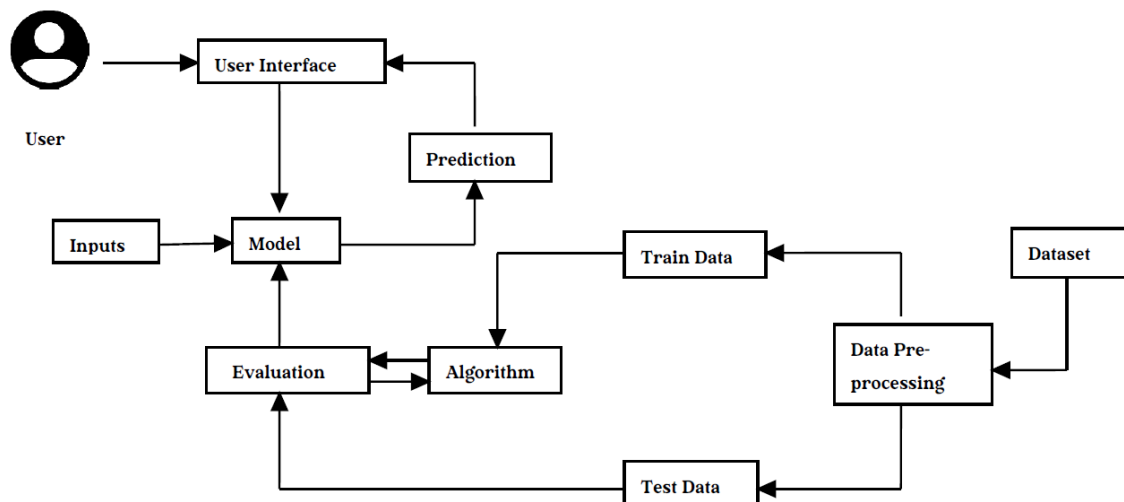 User Interface
User
Prediction
Inputs
Model
Train Data
Dataset
Evaluation
Algorithm
Data Pre-
processing
Test Data